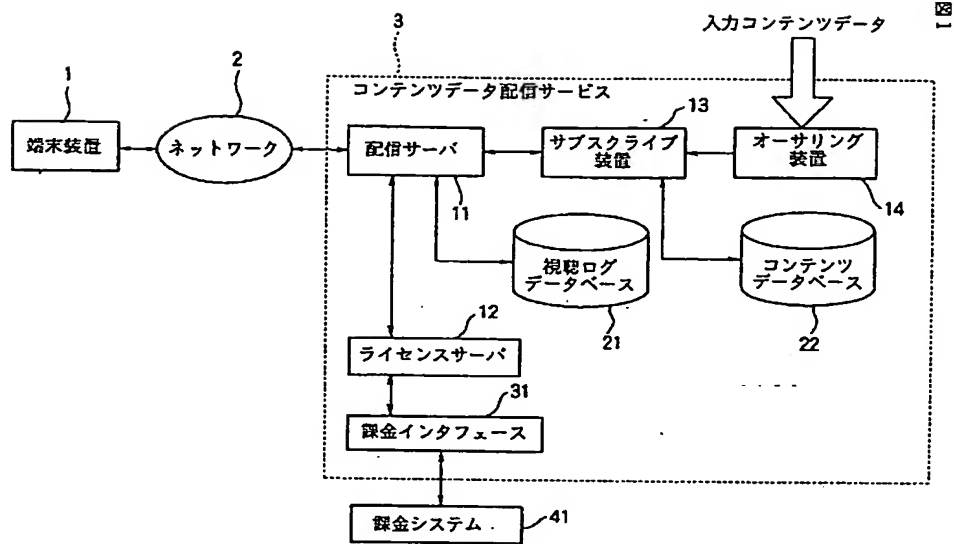 図1
入力コンテンツデータ
3
コンテンツデータ配信サービス
1
端末装置
2
ネットワーク
配信サーバ
11
13
サブスクライブ
装置
オーサリング
装置
14
視聴ログ
データベース
21
コンテンツ
データベース
22
12
ライセンスサーバ
31
課金インタフェース
課金システム
41